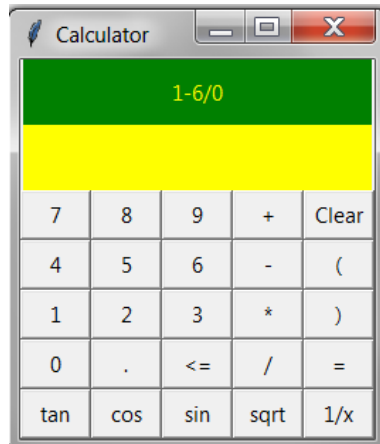 Calculator
1-6/0
7 8 9 + Clear
4 5 6 - (
1 2 3 * )
0 . <= / =
tan cos sin sqrt 1/x